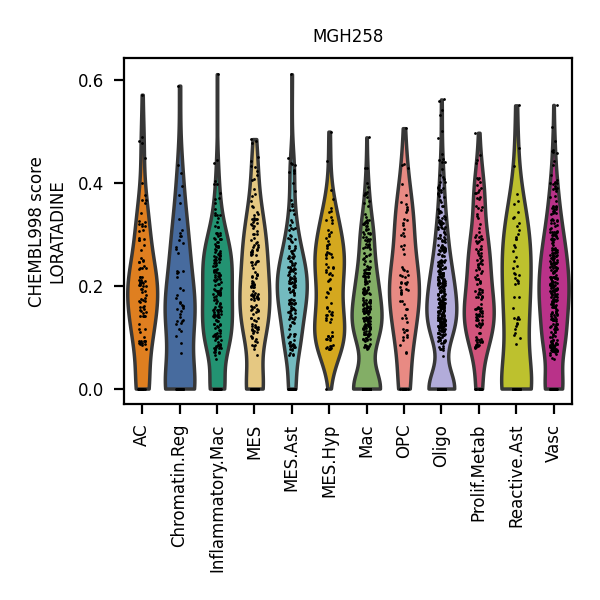 MGH258
CHEMBL998 score
LORATADINE
0.6
0.4
0.2
0.0
AC
Chromatin.Reg
Inflammatory.Mac
MES
MES.Ast
MES.Hyp
Mac
OPC
Oligo
Prolif.Metab
Reactive.Ast
Vasc